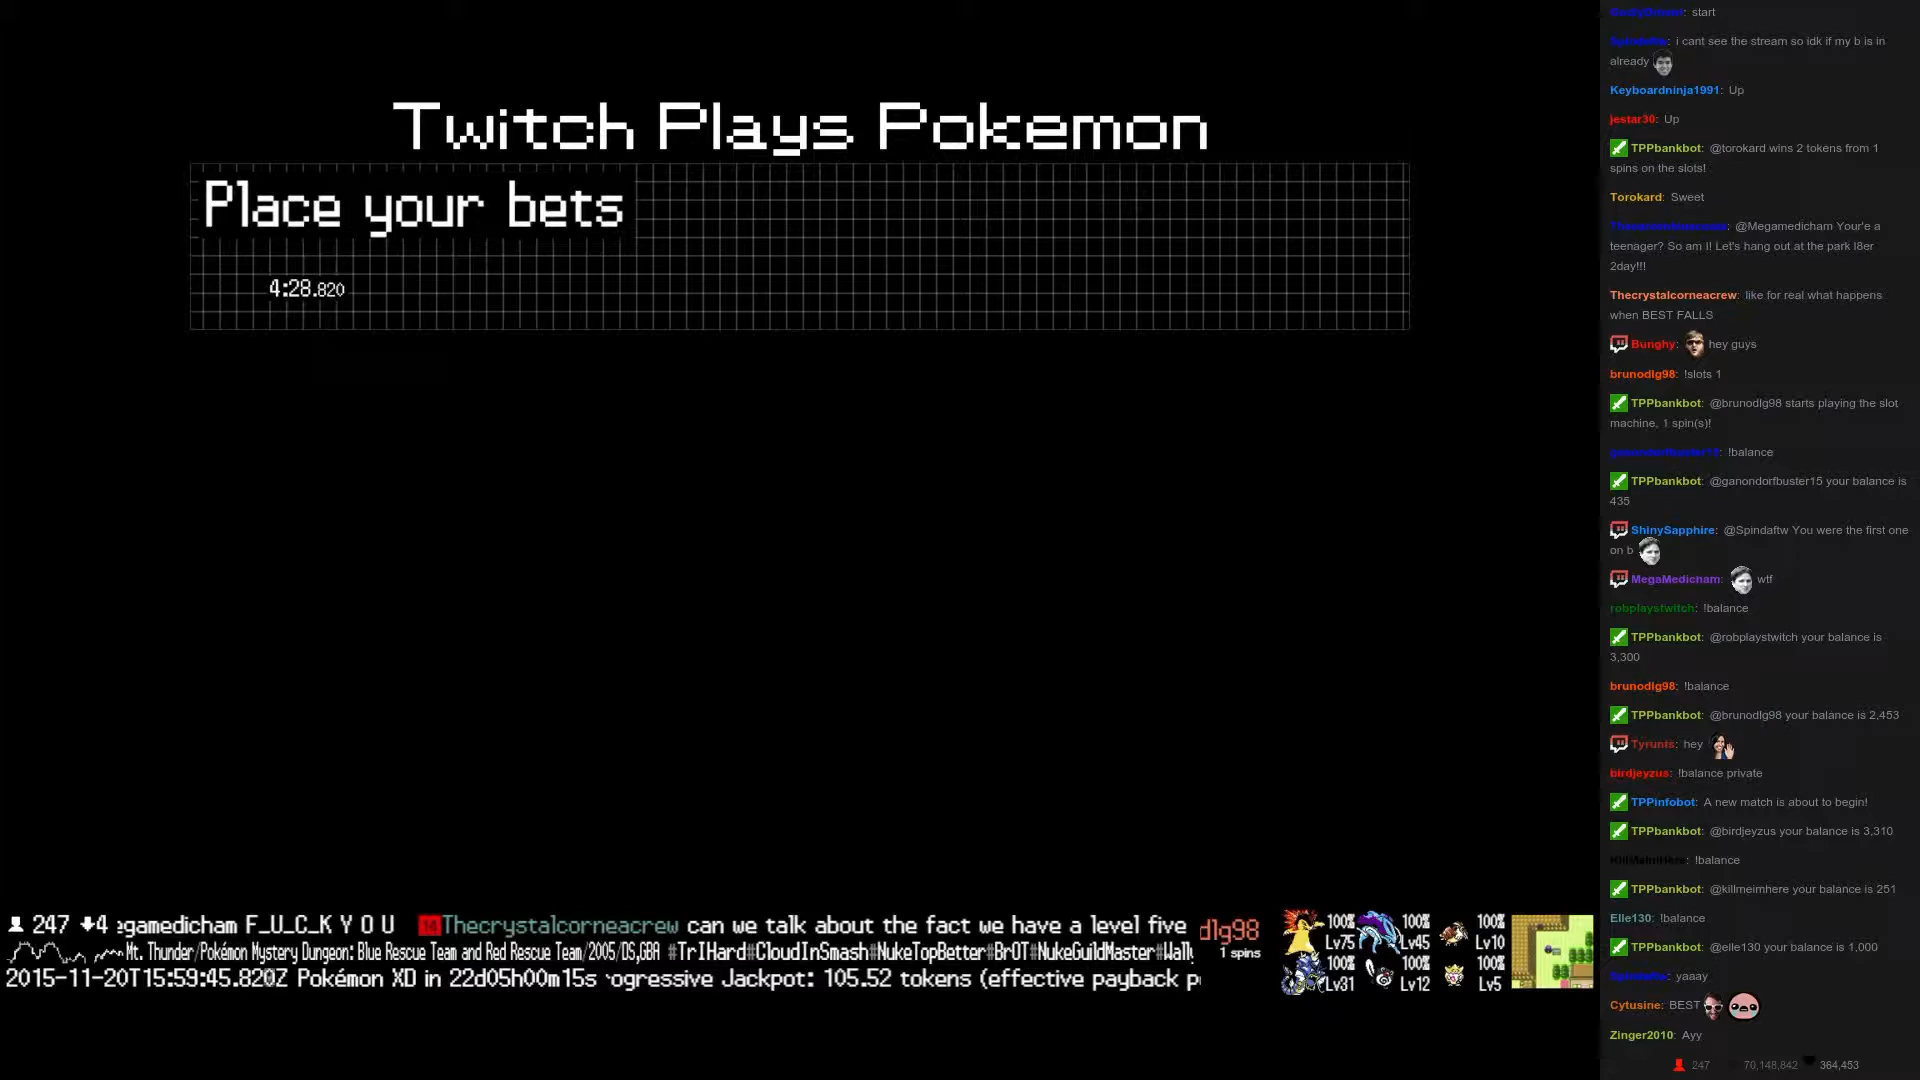 Twitch Plays Pokemon
Place your bets
4:28.820
247 4 egamedicham F_U_C_K Y O U Thecrystalcorneacrew can we talk about the fact we have a level five
Mt. Thunder/Pokémon Mystery Dungeon: Blue Rescue Team and Red Rescue Team/2005/DS,GBA #TriHard#CloudInSmash#NukeTopBetter#BrOT#NukeGuildMaster#Wally
2015-11-20T15:59:45.820Z Pokémon XD in 22d05h00m15s rogressive Jackpot: 105.52 tokens (effective payback p
dlg98
1 spins
100% 100% 100%
Lv75 Lv45 Lv10
100% 100% 100%
Lv31 Lv12 Lv5
: start
: i cant see the stream so idk if my b is in
already
Keyboardninja1991: Up
jestar30: Up
TPPbankbot: @torokard wins 2 tokens from 1
spins on the slots!
Torokard: Sweet
: @Megamedicham Your'e a
teenager? So am I! Let's hang out at the park l8er
2day!!!
Thecrystalcorneacrew: like for real what happens
when BEST FALLS
Bunghy: hey guys
brunodlg98: !slots 1
TPPbankbot: @brunodlg98 starts playing the slot
machine, 1 spin(s)!
ganondorfbuster15: !balance
TPPbankbot: @ganondorfbuster15 your balance is
435
ShinySapphire: @Spindaftw You were the first one
on b
MegaMedicham: wtf
robplaystwitch: !balance
TPPbankbot: @robplaystwitch your balance is
3,300
brunodlg98: !balance
TPPbankbot: @brunodlg98 your balance is 2,453
Tyrunts: hey
birdjeyzus: !balance private
TPPinfobot: A new match is about to begin!
TPPbankbot: @birdjeyzus your balance is 3,310
KillMeImHere: !balance
TPPbankbot: @killmeimhere your balance is 251
Elle130: !balance
TPPbankbot: @elle130 your balance is 1,000
Spindaftw: yaaay
Cytusine: BEST
Zinger2010: Ayy
247 70,148,842 364,453